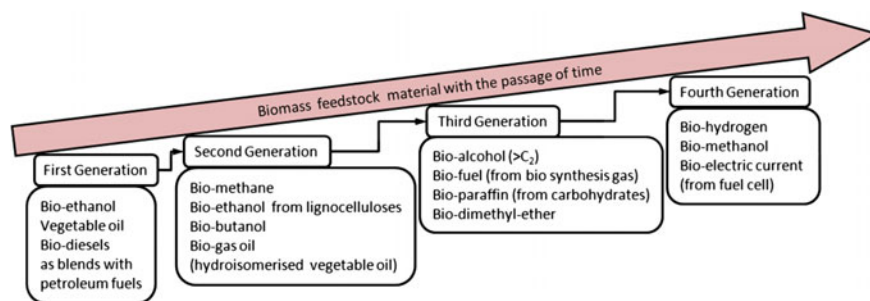 Biomass feedstock material with the passage of time
First Generation
Bio-ethanol
Vegetable oil
Bio-diesels
as blends with
petroleum fuels
Second Generation
Bio-methane
Bio-ethanol from lignocelluloses
Bio-butanol
Bio-gas oil
(hydroisomerised vegetable oil)
Third Generation
Bio-alcohol (>C₂)
Bio-fuel (from bio synthesis gas)
Bio-paraffin (from carbohydrates)
Bio-dimethyl-ether
Fourth Generation
Bio-hydrogen
Bio-methanol
Bio-electric current
(from fuel cell)